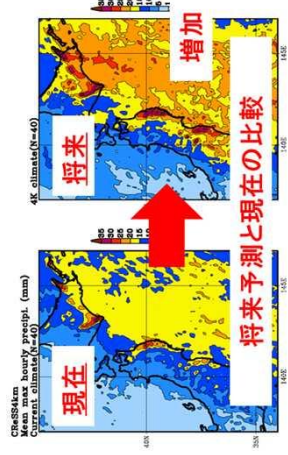 CReSS4km
Mean max hourly precipi. (mm)
Current climate(N=40)
現在
40N
35N
140E
145E
4K climate(N=40)
将来
増加
145E
将来予測と現在の比較